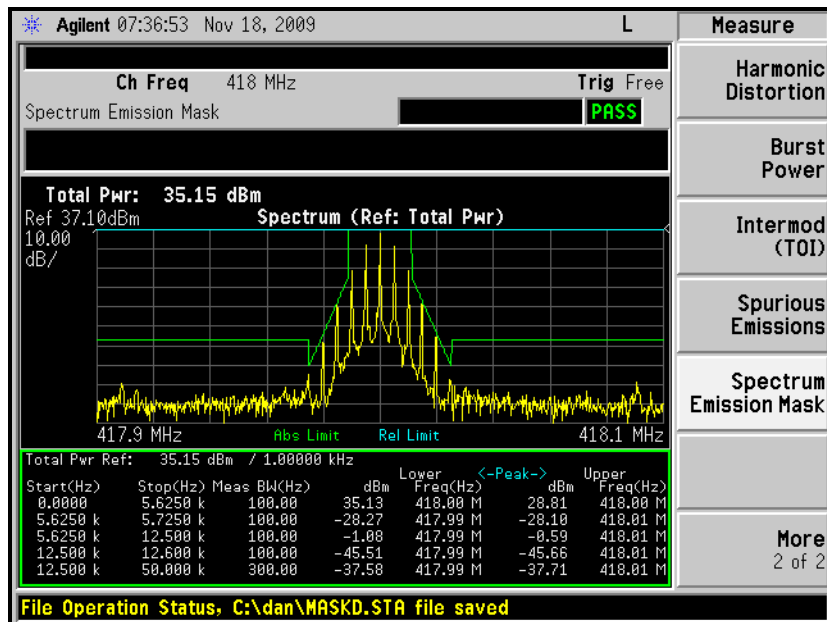 Agilent 07:36:53 Nov 18, 2009 L
Measure
Ch Freq 418 MHz Trig Free
Spectrum Emission Mask PASS
Total Pwr: 35.15 dBm
Ref 37.10dBm Spectrum (Ref: Total Pwr)
10.00
dB/
417.9 MHz Abs Limit Rel Limit 418.1 MHz
Total Pwr Ref: 35.15 dBm / 1.00000 kHz
Lower <-Peak-> Upper
Start(Hz) Stop(Hz) Meas BW(Hz) dBm Freq(Hz) dBm Freq(Hz)
0.0000 5.6250 k 100.00 35.13 418.00 M 28.81 418.00 M
5.6250 k 5.7250 k 100.00 -28.27 417.99 M -28.10 418.01 M
5.6250 k 12.500 k 100.00 -1.08 417.99 M -0.59 418.01 M
12.500 k 12.600 k 100.00 -45.51 417.99 M -45.66 418.01 M
12.500 k 50.000 k 300.00 -37.58 417.99 M -37.71 418.01 M
File Operation Status, C:\dan\MASKD.STA file saved
Harmonic
Distortion
Burst
Power
Intermod
(TOI)
Spurious
Emissions
Spectrum
Emission Mask
More
2 of 2